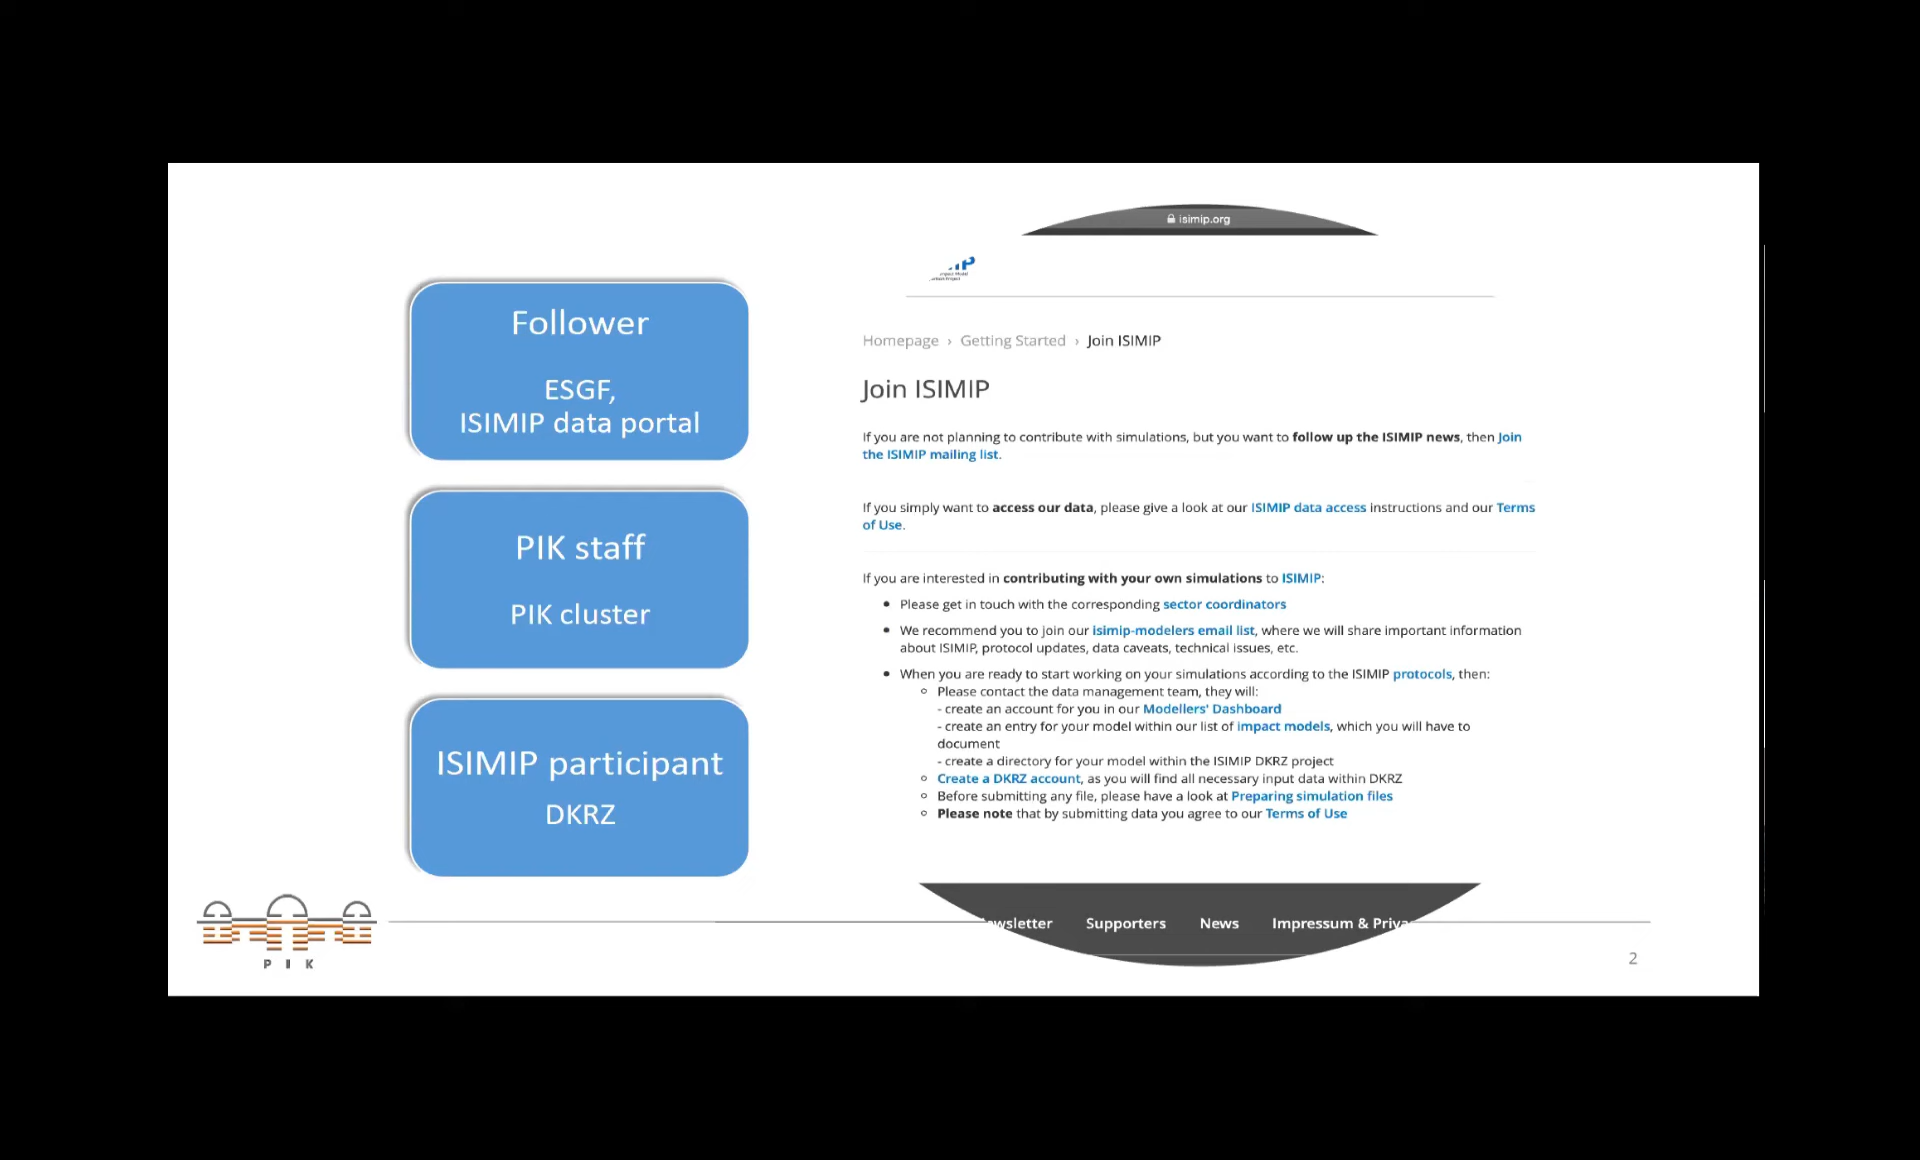 Follower
ESGF,
ISIMIP data portal
PIK staff
PIK cluster
ISIMIP participant
DKRZ
isimip.org
Homepage › Getting Started › Join ISIMIP
Join ISIMIP
If you are not planning to contribute with simulations, but you want to follow up the ISIMIP news, then Join
the ISIMIP mailing list.
If you simply want to access our data, please give a look at our ISIMIP data access instructions and our Terms
of Use.
If you are interested in contributing with your own simulations to ISIMIP:
• Please get in touch with the corresponding sector coordinators
• We recommend you to join our isimip-modelers email list, where we will share important information
about ISIMIP, protocol updates, data caveats, technical issues, etc.
• When you are ready to start working on your simulations according to the ISIMIP protocols, then:
○ Please contact the data management team, they will:
- create an account for you in our Modellers' Dashboard
- create an entry for your model within our list of impact models, which you will have to
document
- create a directory for your model within the ISIMIP DKRZ project
○ Create a DKRZ account, as you will find all necessary input data within DKRZ
○ Before submitting any file, please have a look at Preparing simulation files
○ Please note that by submitting data you agree to our Terms of Use
Supporters News Impressum &
P I K
2